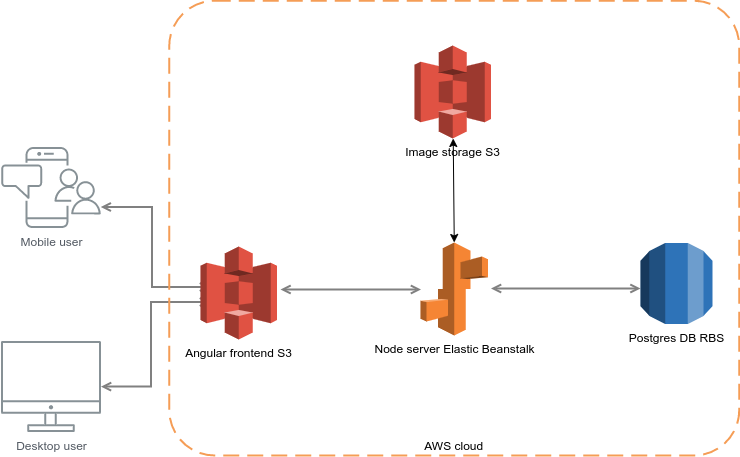 Image storage S3
Mobile user
Angular frontend S3
Node server Elastic Beanstalk
Postgres DB RBS
Desktop user
AWS cloud